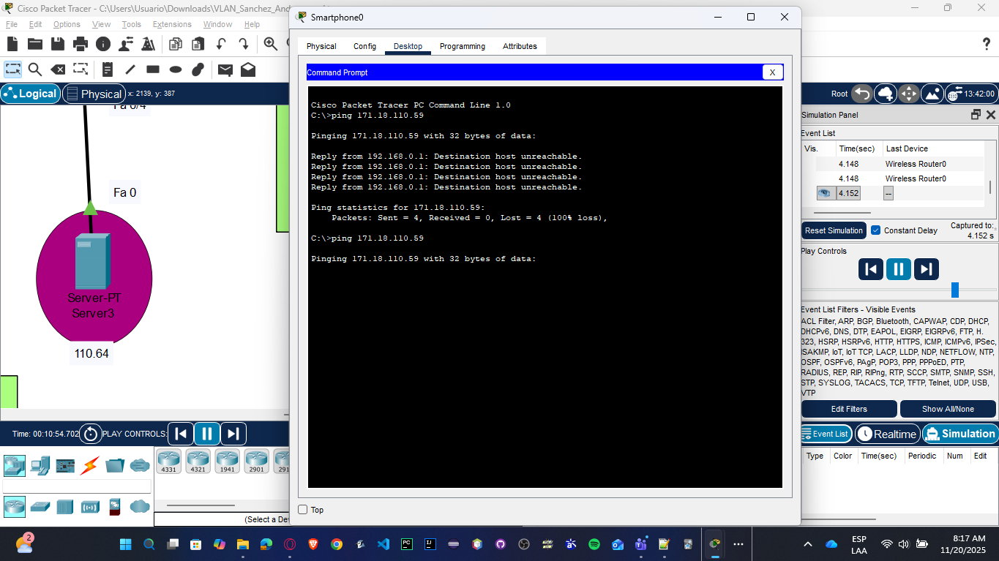 Cisco Packet Tracer - C:\Users\Usuario\Downloads\VLAN_Sanchez_And
Smartphone0
File Edit Options View Tools Extensions Window Help
Physical Config Desktop Programming Attributes
Command Prompt
X
Logical
Physical
x: 2139, y: 387
Root
13:42:00
Cisco Packet Tracer PC Command Line 1.0
C:\>ping 171.18.110.59
Pinging 171.18.110.59 with 32 bytes of data:
Reply from 192.168.0.1: Destination host unreachable.
Reply from 192.168.0.1: Destination host unreachable.
Reply from 192.168.0.1: Destination host unreachable.
Reply from 192.168.0.1: Destination host unreachable.
Ping statistics for 171.18.110.59:
Packets: Sent = 4, Received = 0, Lost = 4 (100% loss),
C:\>ping 171.18.110.59
Pinging 171.18.110.59 with 32 bytes of data:
Top
Fa 0/4
Fa 0
Server-PT
Server3
110.64
Simulation Panel
Event List
Vis. Time(sec) Last Device
4.148 Wireless Router0
4.148 Wireless Router0
4.152 --
Reset Simulation
Constant Delay
Captured to:
4.152 s
Play Controls
Event List Filters - Visible Events
ACL Filter, ARP, BGP, Bluetooth, CAPWAP, CDP, DHCP,
DHCPv6, DNS, DTP, EAPOL, EIGRP, EIGRPv6, FTP, H.
323, HSRP, HSRPv6, HTTP, HTTPS, ICMP, ICMPv6, IPSec,
ISAKMP, IoT, IoT TCP, LACP, LLDP, NDP, NETFLOW, NTP,
OSPF, OSPFv6, PAgP, POP3, PPP, PPPoED, PTP,
RADIUS, REP, RIP, RIPng, RTP, SCCP, SMTP, SNMP, SSH,
STP, SYSLOG, TACACS, TCP, TFTP, Telnet, UDP, USB,
VTP
Edit Filters
Show All/None
Time: 00:10:54.702
PLAY CONTROLS:
Event List
Realtime
Simulation
4331 4321 1941 2901 291
(Select a De
Type Color Time(sec) Periodic Num Edit
2
ESP
LAA
8:17 AM
11/20/2025